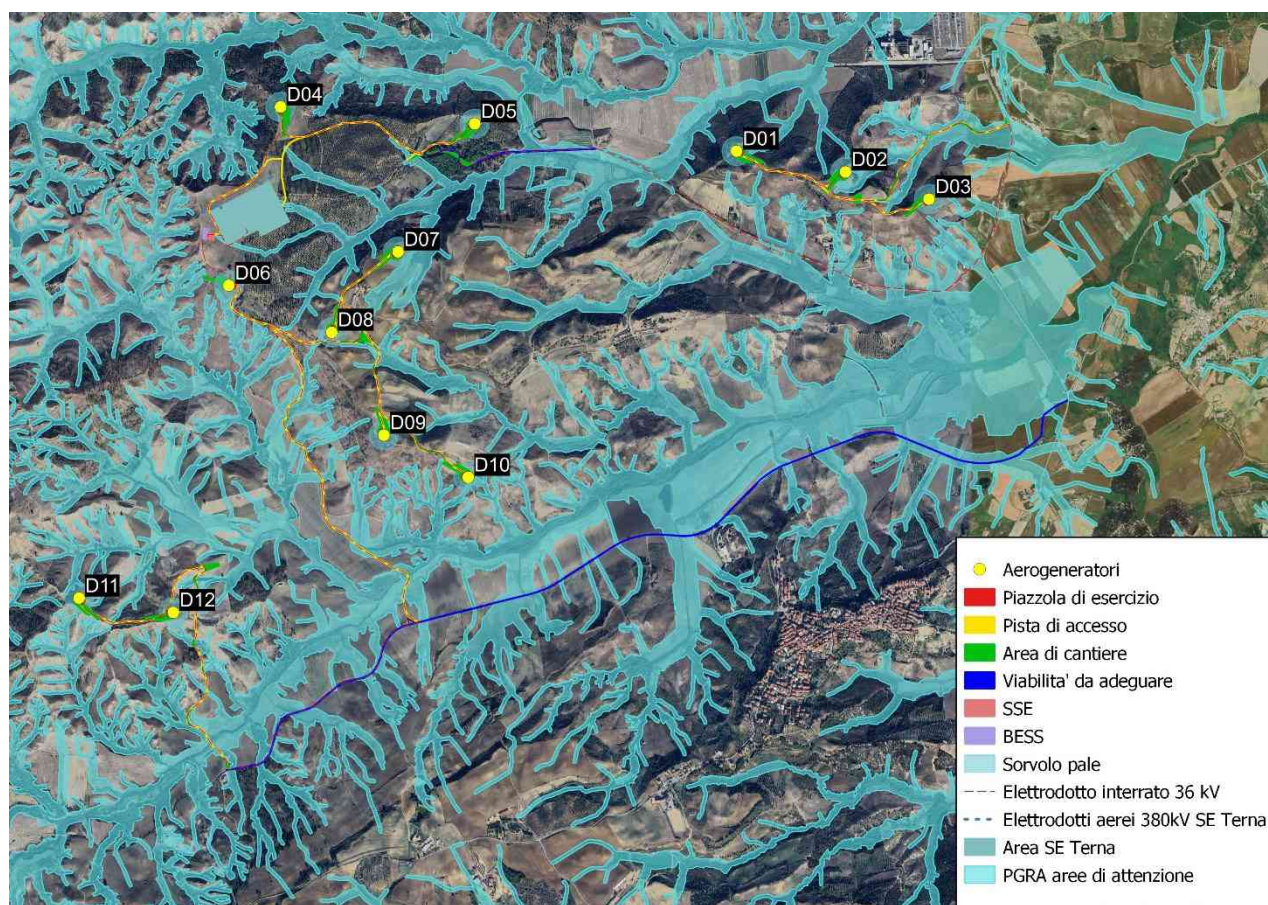 D04
D05
D01
D02
D03
D07
D06
D08
D09
D10
D11
D12
Aerogeneratori
Piazzola di esercizio
Pista di accesso
Area di cantiere
Viabilita' da adeguare
SSE
BESS
Sorvolo pale
Elettrodotto interrato 36 kV
Elettrodotti aerei 380kV SE Terna
Area SE Terna
PGRA aree di attenzione